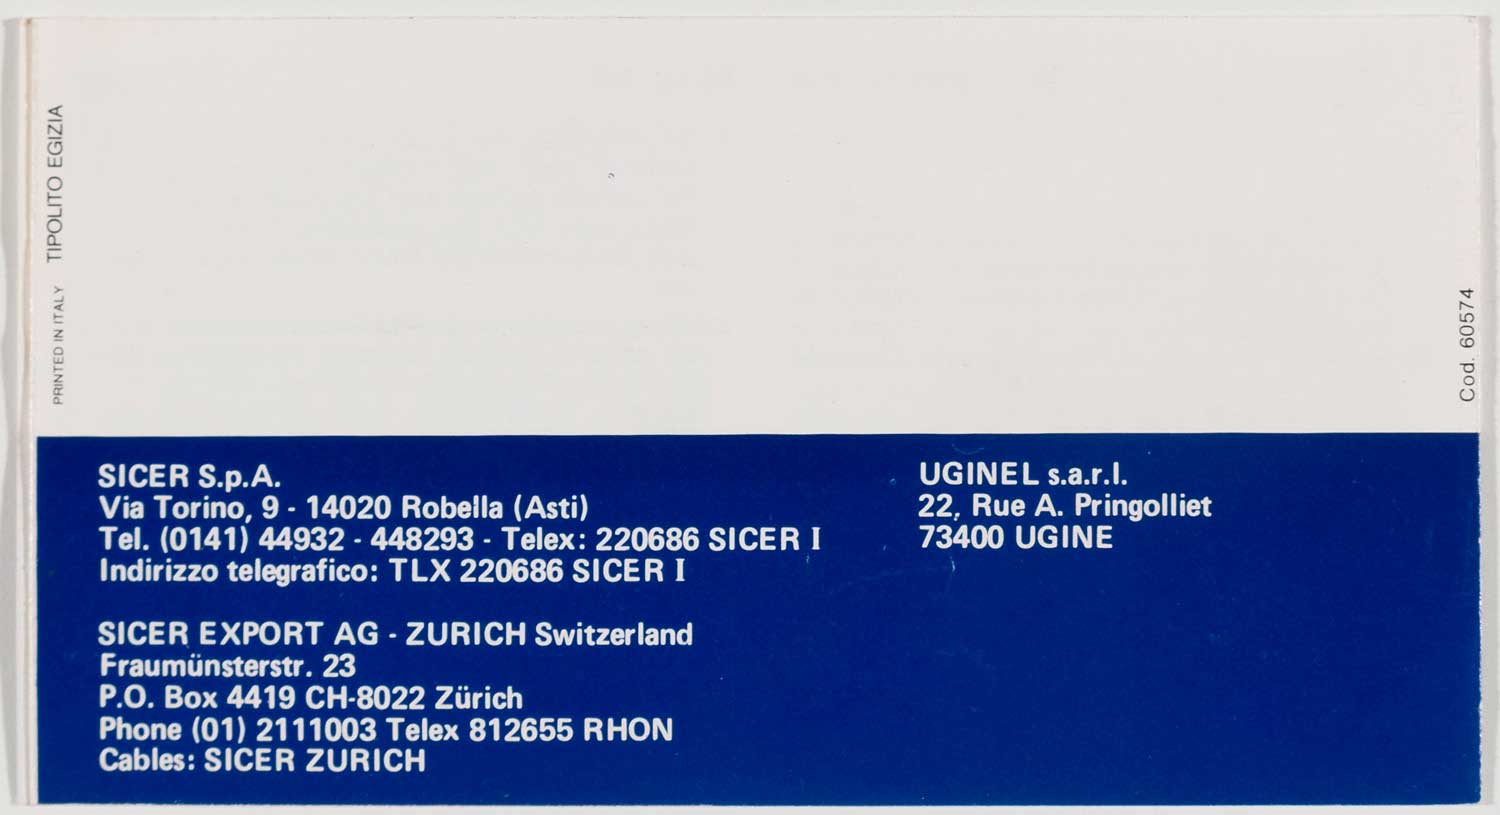 PRINTED IN ITALY TIPOLITO EGIZIA
Cod. 60574
SICER S.p.A.
Via Torino, 9 - 14020 Robella (Asti)
Tel. (0141) 44932 - 448293 - Telex: 220686 SICER I
Indirizzo telegrafico: TLX 220686 SICER I
SICER EXPORT AG - ZURICH Switzerland
Fraumünsterstr. 23
P.O. Box 4419 CH-8022 Zürich
Phone (01) 2111003 Telex 812655 RHON
Cables: SICER ZURICH
UGINEL s.a.r.l.
22, Rue A. Pringolliet
73400 UGINE